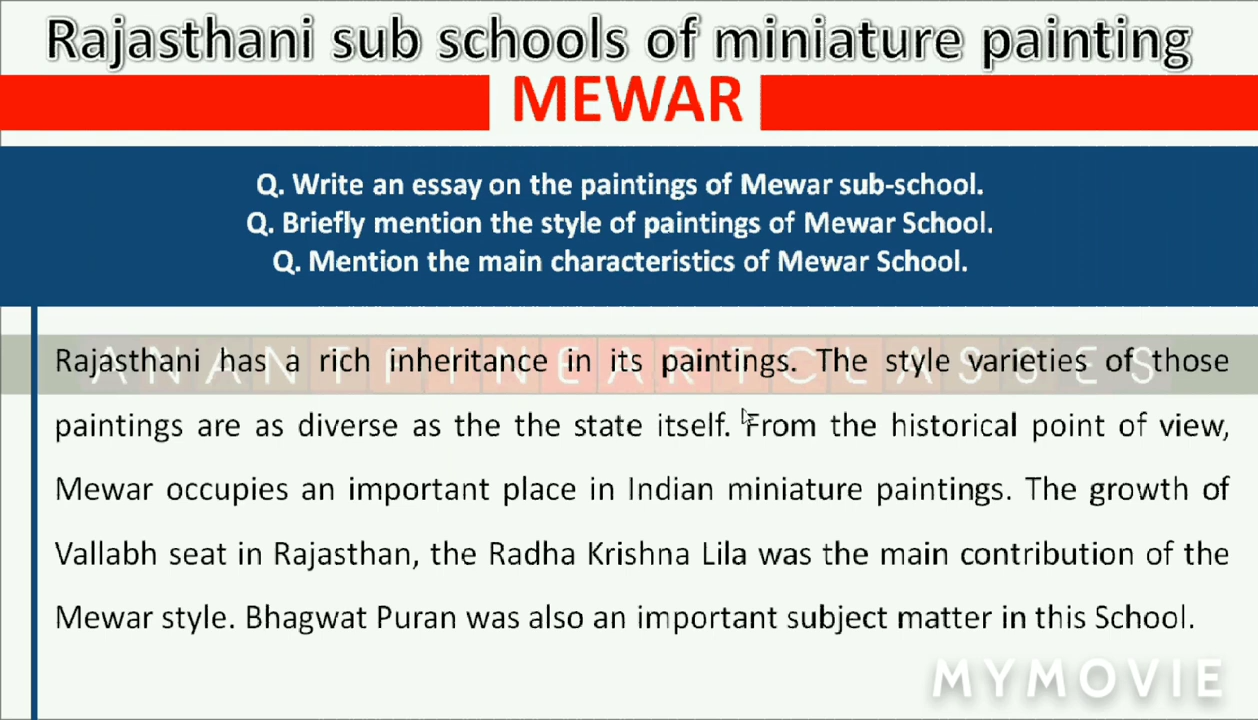 Rajasthani sub schools of miniature painting
MEWAR
Q. Write an essay on the paintings of Mewar sub-school.
Q. Briefly mention the style of paintings of Mewar School.
Q. Mention the main characteristics of Mewar School.
Rajasthani has a rich inheritance in its paintings. The style varieties of those
ANANT FINEART CLASSES
paintings are as diverse as the the state itself. From the historical point of view,
Mewar occupies an important place in Indian miniature paintings. The growth of
Vallabh seat in Rajasthan, the Radha Krishna Lila was the main contribution of the
Mewar style. Bhagwat Puran was also an important subject matter in this School.
MYMOVIE